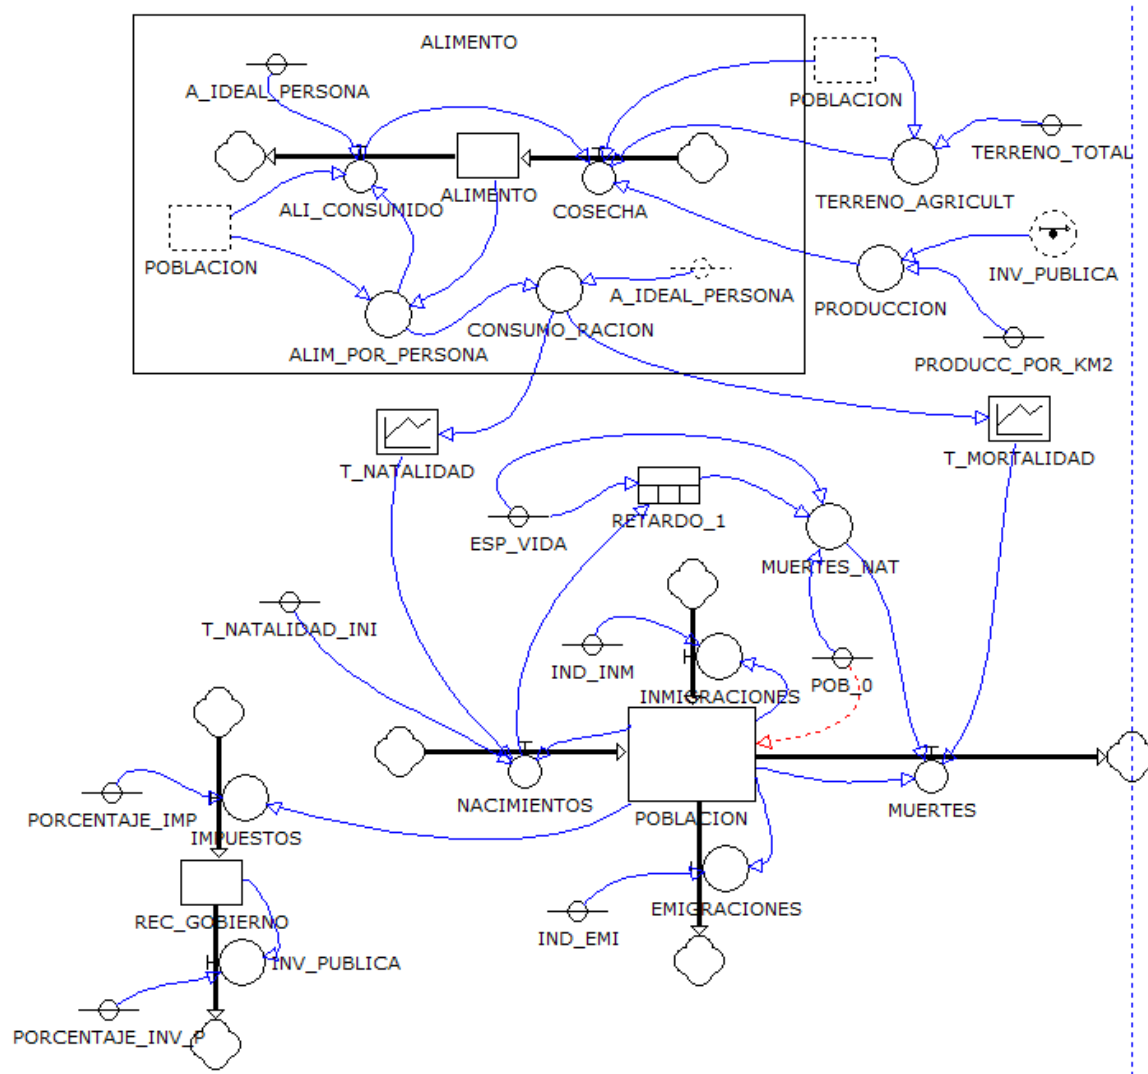 ALIMENTO
A_IDEAL_PERSONA
POBLACION
TERRENO_TOTAL
ALI_CONSUMIDO
ALIMENTO
COSECHA
TERRENO_AGRICULT
POBLACION
INV_PUBLICA
A_IDEAL_PERSONA
PRODUCCION
CONSUMO_RACION
ALIM_POR_PERSONA
PRODUCC_POR_KM2
T_NATALIDAD
T_MORTALIDAD
RETARDO_1
ESP_VIDA
MUERTES_NAT
T_NATALIDAD_INI
IND_INM
INMIGRACIONES
POB_0
NACIMIENTOS
POBLACION
MUERTES
PORCENTAJE_IMP
IMPUESTOS
REC_GOBIERNO
EMIGRACIONES
IND_EMI
INV_PUBLICA
PORCENTAJE_INV_P